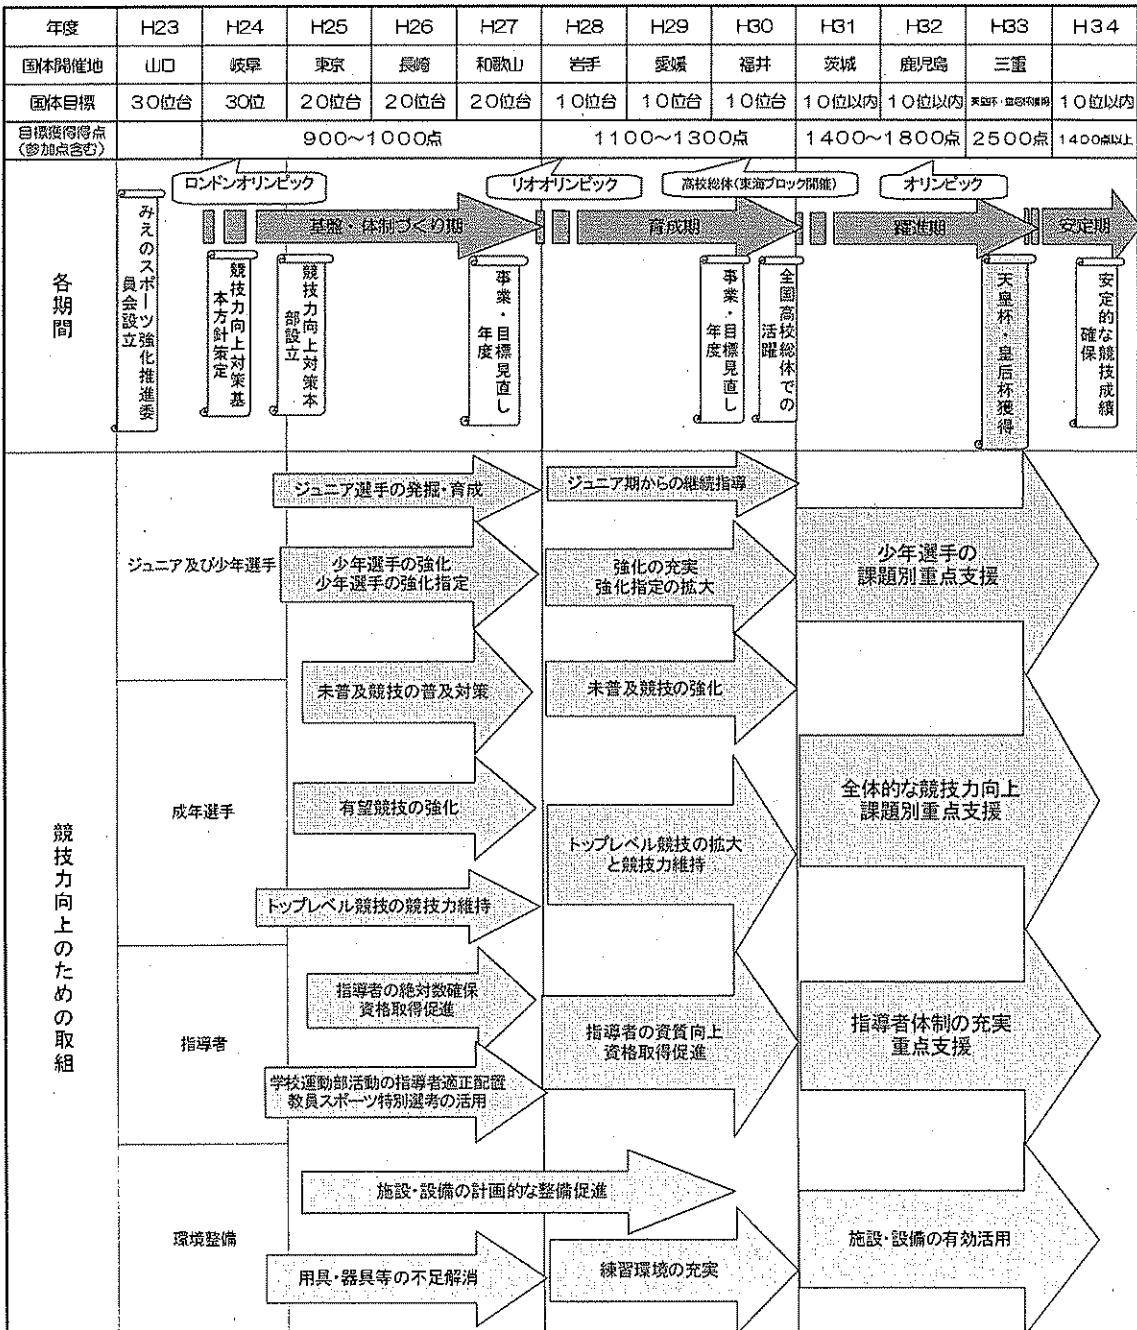 年度 H23 H24 H25 H26 H27 H28 H29 H30 H31 H32 H33 H34
国体開催地 山口 岐阜 東京 長崎 和歌山 岩手 愛媛 福井 茨城 鹿児島 三重
国体目標 30位台 30位 20位台 20位台 20位台 10位台 10位台 10位台 10位以内 10位以内 天皇杯・皇后杯獲得 10位以内
目標獲得得点
(参加点含む)
900～1000点 1100～1300点 1400～1800点 2500点 1400点以上
各期間
ロンドンオリンピック
リオオリンピック
高校総体(東海ブロック開催)
オリンピック
基盤・体制づくり期
育成期
躍進期
安定期
みえのスポーツ強化推進委
員会設立
競技力向上対策基
本方針策定
競技力向上対策本
部設立
事業・目標見直し
年度
事業・目標見直し
年度
全国高校総体での
活躍
天皇杯・皇后杯獲得
安定的な競技成績
確保
競技力向上のための取組
ジュニア及び少年選手
ジュニア選手の発掘・育成
ジュニア期からの継続指導
少年選手の強化
少年選手の強化指定
強化の充実
強化指定の拡大
少年選手の
課題別重点支援
未普及競技の普及対策
未普及競技の強化
成年選手
有望競技の強化
トップレベル競技の拡大
と競技力維持
全体的な競技力向上
課題別重点支援
トップレベル競技の競技力維持
指導者
指導者の絶対数確保
資格取得促進
指導者の資質向上
資格取得促進
指導者体制の充実
重点支援
学校運動部活動の指導者適正配置
教員スポーツ特別選考の活用
環境整備
施設・設備の計画的な整備促進
施設・設備の有効活用
用具・器具等の不足解消
練習環境の充実